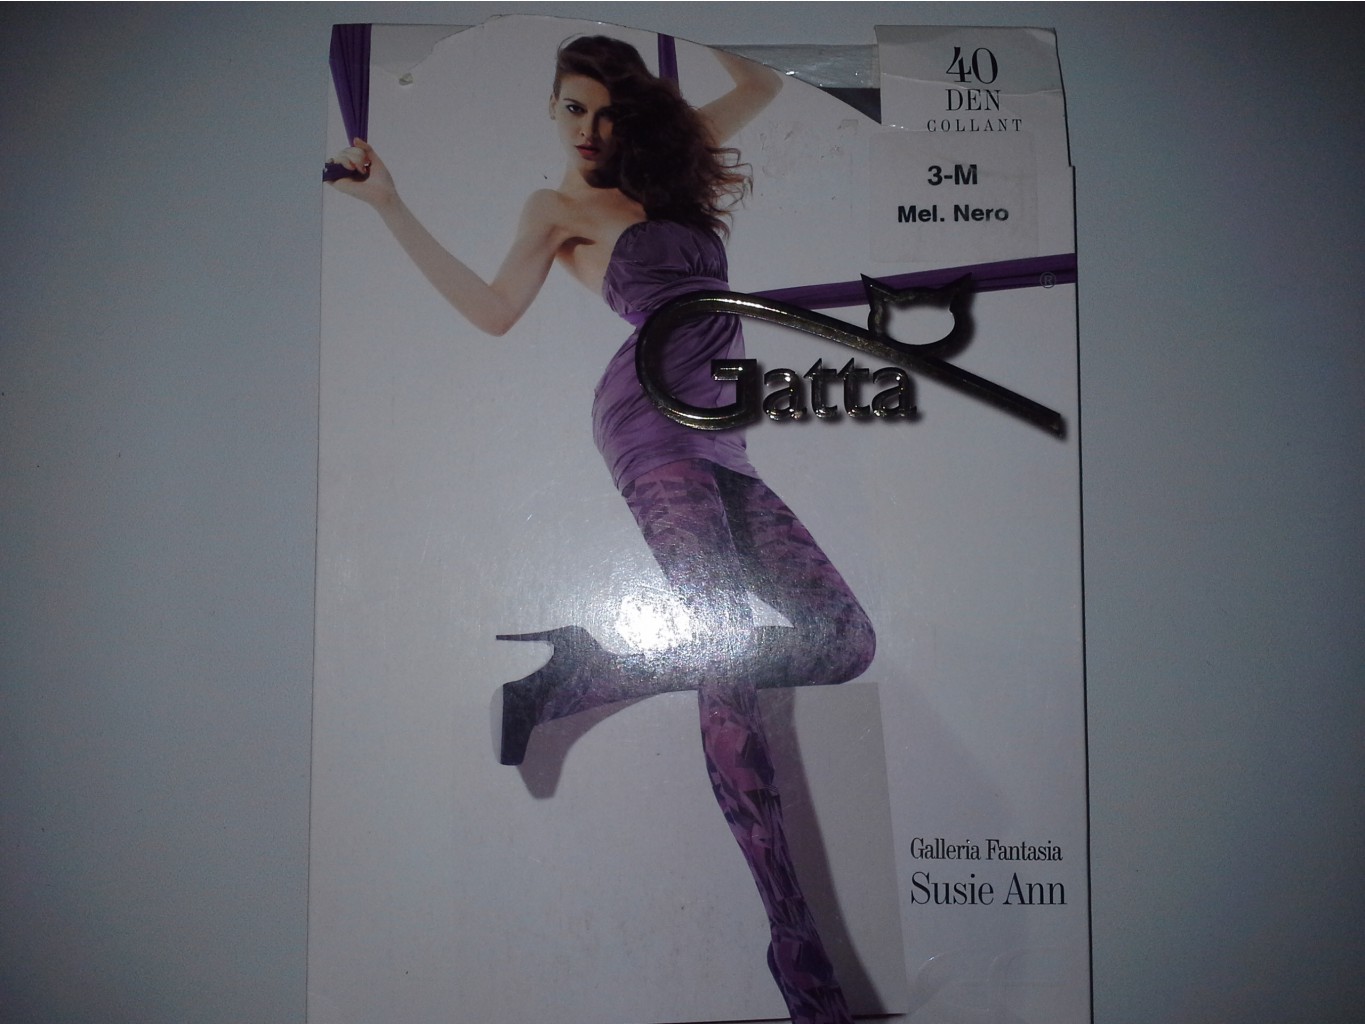 40
DEN
COLLANT
3-M
Mel. Nero
®
Gatta
Galleria Fantasia
Susie Ann